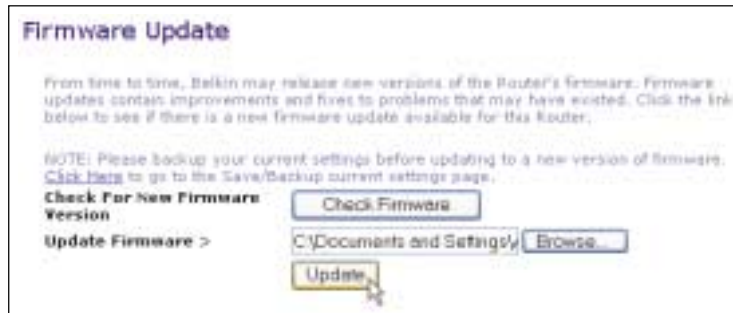 Firmware Update
From time to time, Belkin may release new versions of the Router's firmware. Firmware
updates contain improvements and fixes to problems that may have existed. Click the link
below to see if there is a new firmware update available for this Router.
NOTE: Please backup your current settings before updating to a new version of firmware.
Click Here to go to the Save/Backup current settings page.
Check For New Firmware
Version
Check Firmware
Update Firmware >
C:\Documents and Settings\
Browse...
Update